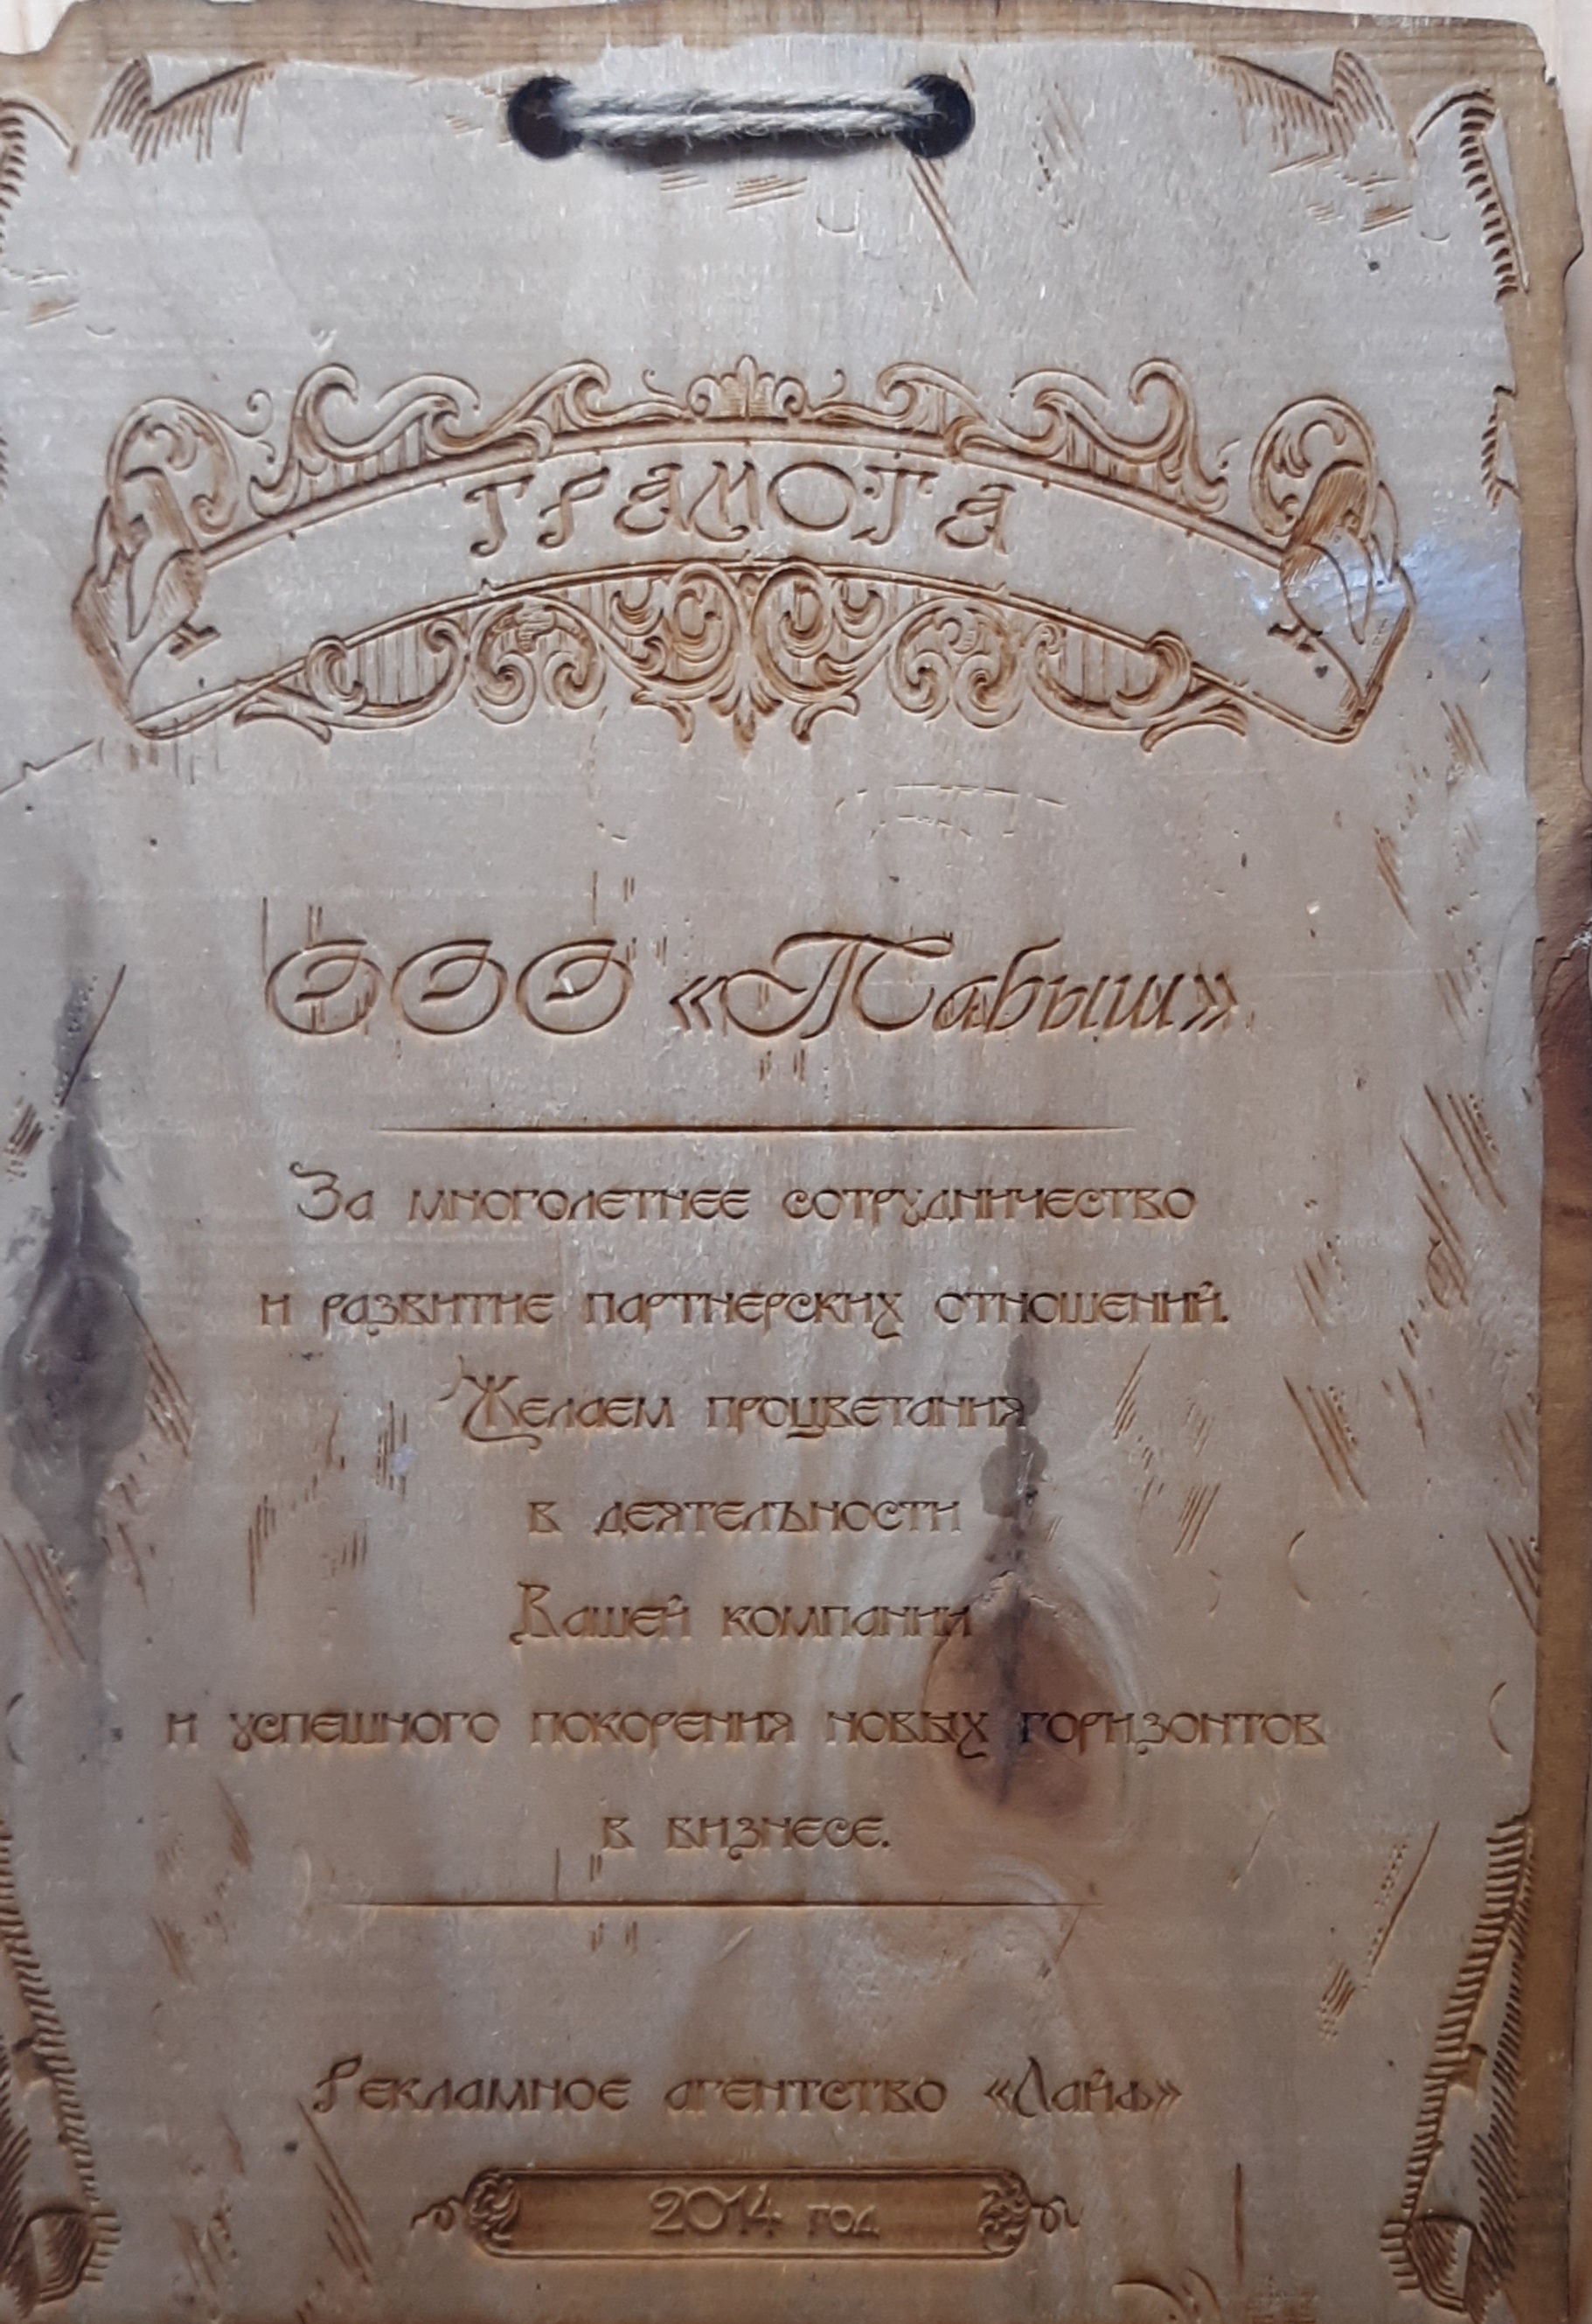 грамота
ООО «Табыш»
За многолетнее сотрудничество
и развитие партнерских отношений.
Желаем процветания
в деятельности
Вашей компании
и успешного покорения новых горизонтов
в бизнесе.
Рекламное агентство «Лайф»
2014 год